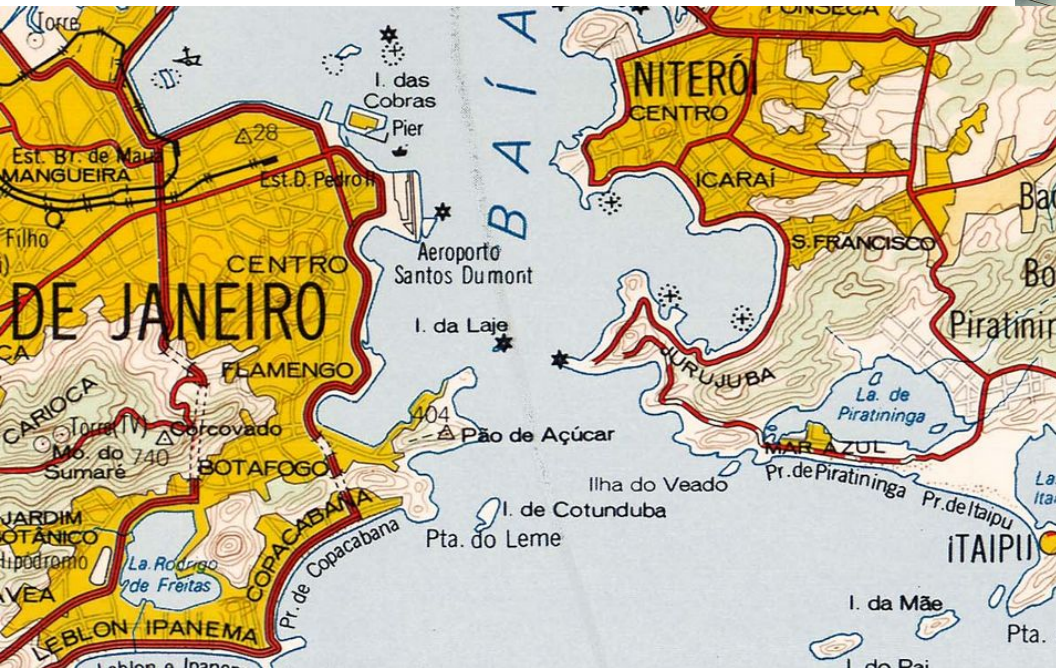 Torre
FONSECA
BAÍA
NITERÓI
CENTRO
I. das
Cobras
Pier
28
Est. Br. de Mauá
MANGUEIRA
Est. D. Pedro II
ICARAÍ
Filho
Aeroporto
Santos Dumont
CENTRO
S. FRANCISCO
DE JANEIRO
I. da Laje
Piratinin
FLAMENGO
JURUJUBA
CARIOCA
La. de
Piratininga
404
Pão de Açúcar
Torre (TV)
Corcovado
Mo. do
Sumaré
740
BOTAFOGO
MAR AZUL
Pr. de Piratininga
Ilha do Veado
Pr. de Itaipu
I. de Cotunduba
COPACABANA
Pr. de Copacabana
Pta. do Leme
JARDIM
BOTÂNICO
Hipodromo
La. Rodrigo
de Freitas
ITAIPU
I. da Mãe
Pta.
LEBLON
IPANEMA
I. do Pai